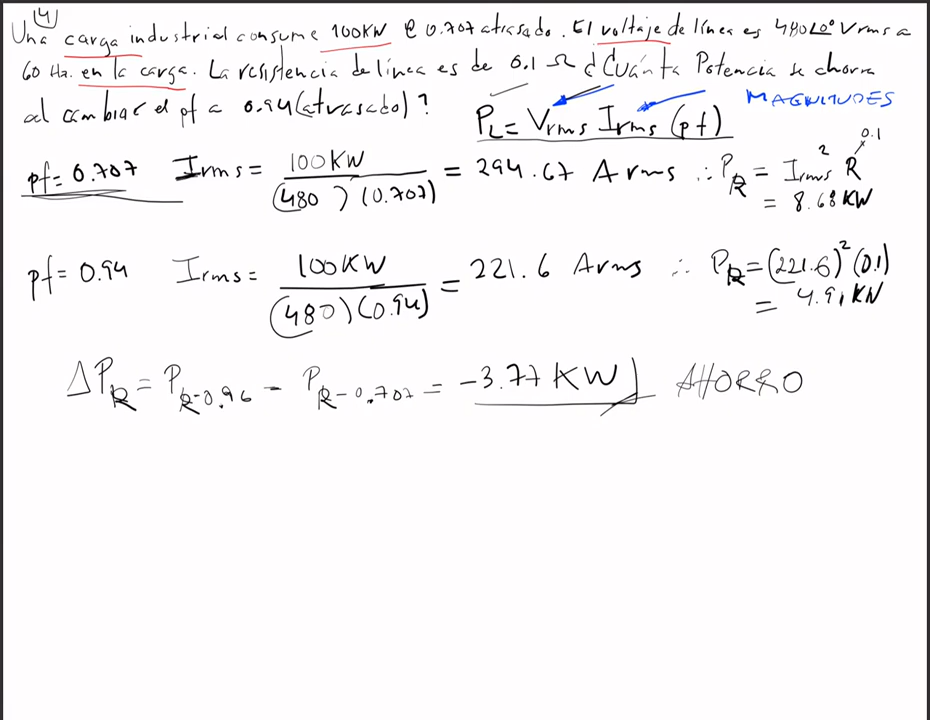 (4)
Una carga industrial consume 100KW @ 0.707 atrasado. El voltaje de línea es 480∠0° Vrms a
60 Hz. en la carga. La resistencia de línea es de 0.1 Ω ¿Cuánta Potencia se ahorra
al cambiar el pf a 0.94 (atrasado)?
MAGNITUDES
P_L = Vrms Irms (pf)
pf = 0.707 Irms = 100KW / (480)(0.707) = 294.67 Arms ∴ P_R = Irms² R 0.1
= 8.68 KW
pf = 0.94 Irms = 100KW / (480)(0.94) = 221.6 Arms ∴ P_R = (221.6)² (0.1)
= 4.91 KW
ΔP_R = P_R-0.96 − P_R-0.707 = −3.77 KW AHORRO